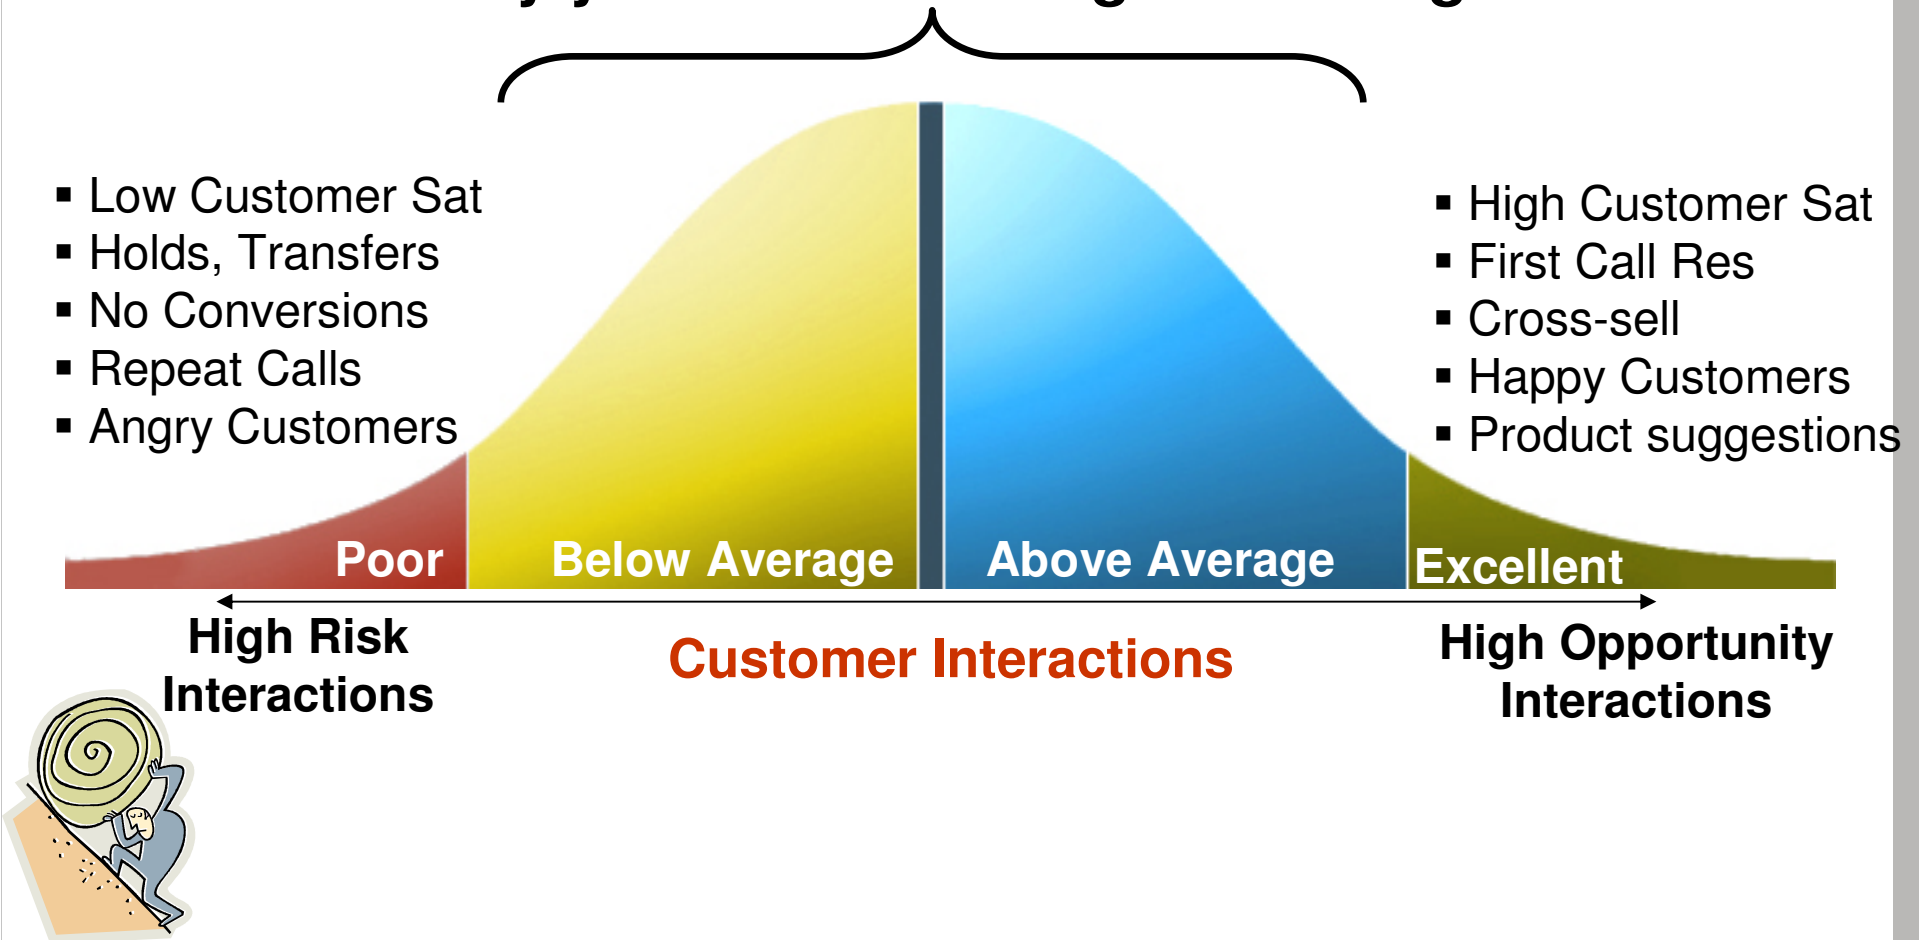 ▪ Low Customer Sat
▪ Holds, Transfers
▪ No Conversions
▪ Repeat Calls
▪ Angry Customers
▪ High Customer Sat
▪ First Call Res
▪ Cross-sell
▪ Happy Customers
▪ Product suggestions
Poor
Below Average
Above Average
Excellent
High Risk
Interactions
Customer Interactions
High Opportunity
Interactions